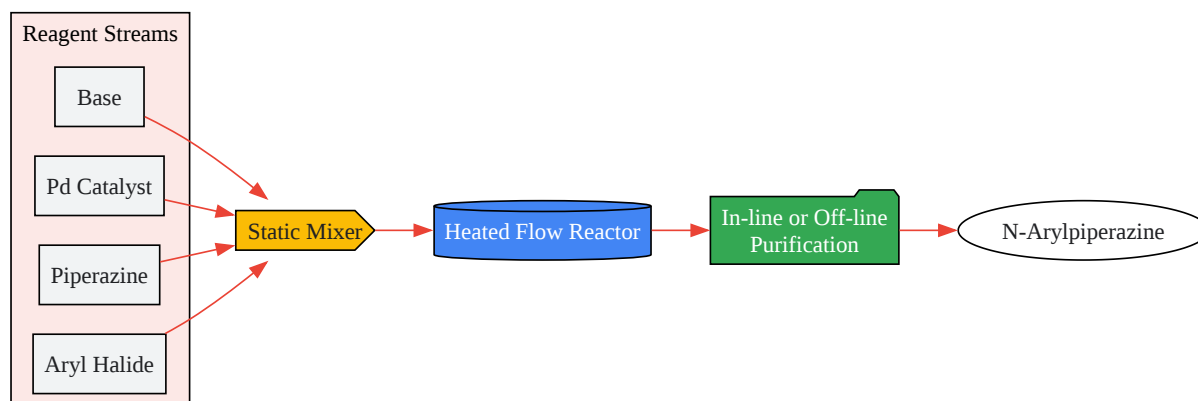 Reagent Streams
Base
Pd Catalyst
Piperazine
Aryl Halide
Static Mixer
Heated Flow Reactor
In-line or Off-line
Purification
N-Arylpiperazine